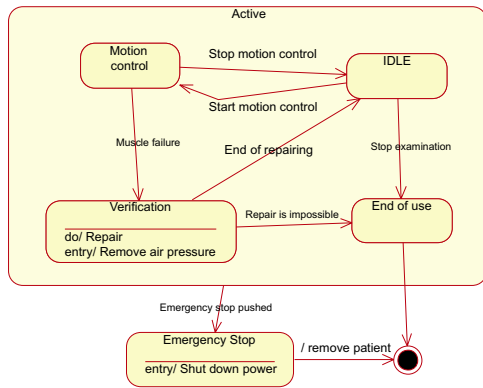 Active
Motion
control
Stop motion control
IDLE
Start motion control
Muscle failure
End of repairing
Stop examination
Verification
do/ Repair
entry/ Remove air pressure
Repair is impossible
End of use
Emergency stop pushed
Emergency Stop
entry/ Shut down power
/ remove patient